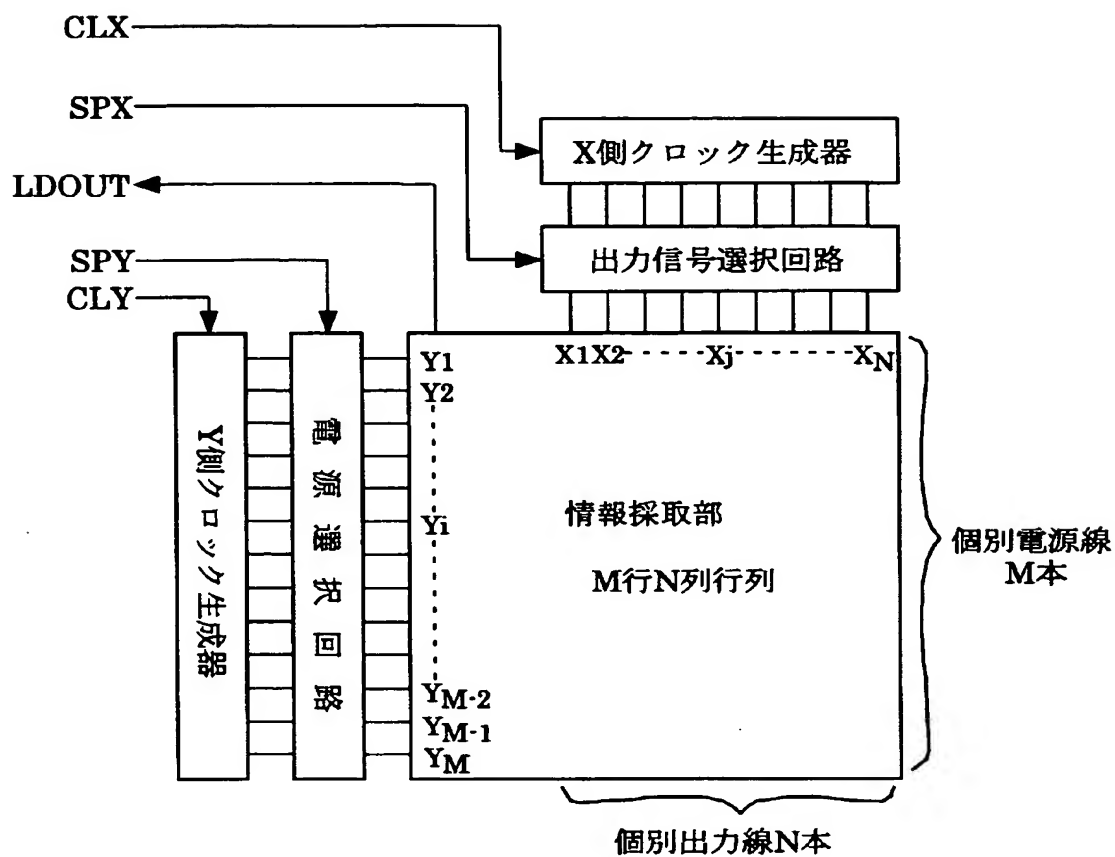 CLX
SPX
X側クロック生成器
LDOUT
出力信号選択回路
SPY
CLY
Y側クロック生成器
電源選択回路
X1X2 Xj XN
Y1
Y2
Yi
YM-2
YM-1
YM
情報採取部
M行N列行列
個別電源線
M本
個別出力線N本